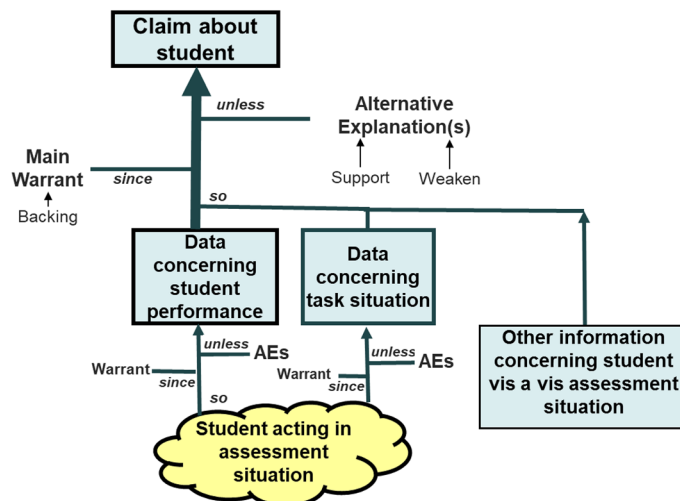 Claim about
student
unless
Alternative
Explanation(s)
Main
Warrant
since
Support
Weaken
Backing
so
Data
concerning
student
performance
Data
concerning
task situation
Other information
concerning student
vis a vis assessment
situation
unless
AEs
Warrant
since
so
unless
AEs
Warrant
since
Student acting in
assessment
situation